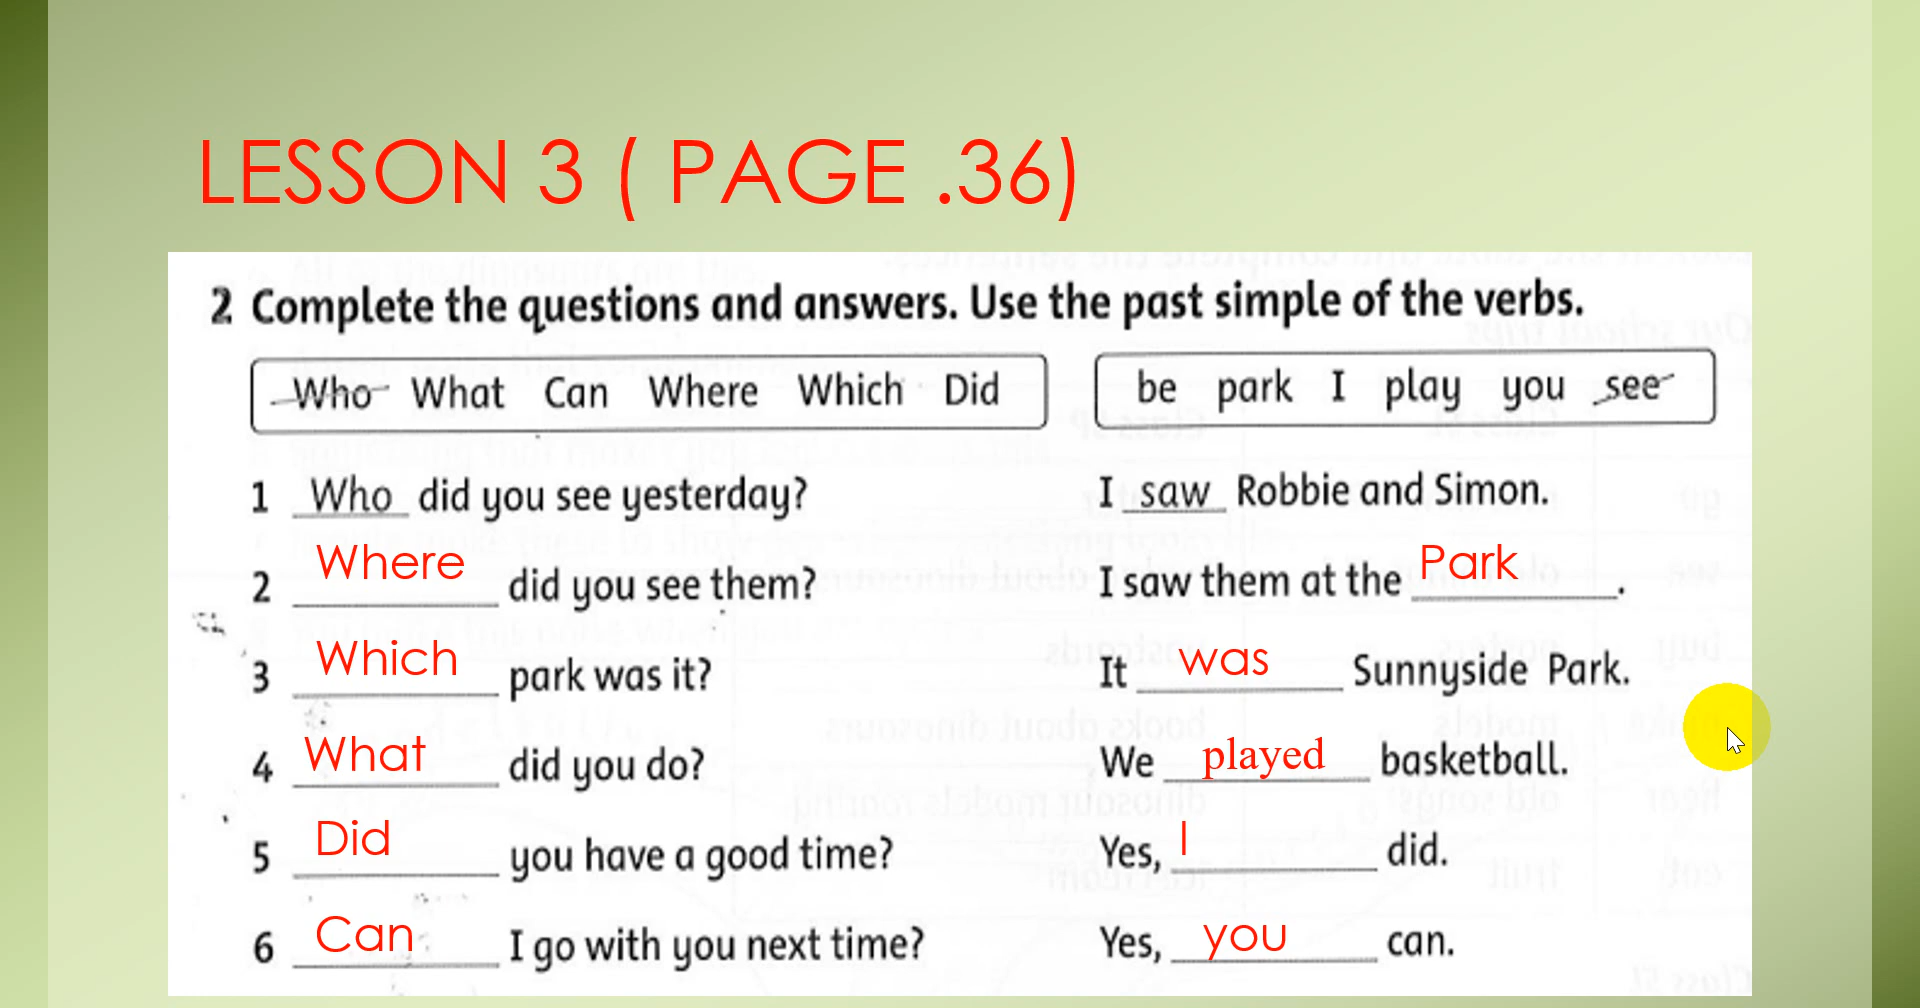 LESSON 3 ( PAGE .36)
2 Complete the questions and answers. Use the past simple of the verbs.
Who What Can Where Which Did
be park I play you see
1 Who did you see yesterday? I saw Robbie and Simon.
2 Where did you see them? I saw them at the Park.
3 Which park was it? It was Sunnyside Park.
4 What did you do? We played basketball.
5 Did you have a good time? Yes, I did.
6 Can I go with you next time? Yes, you can.